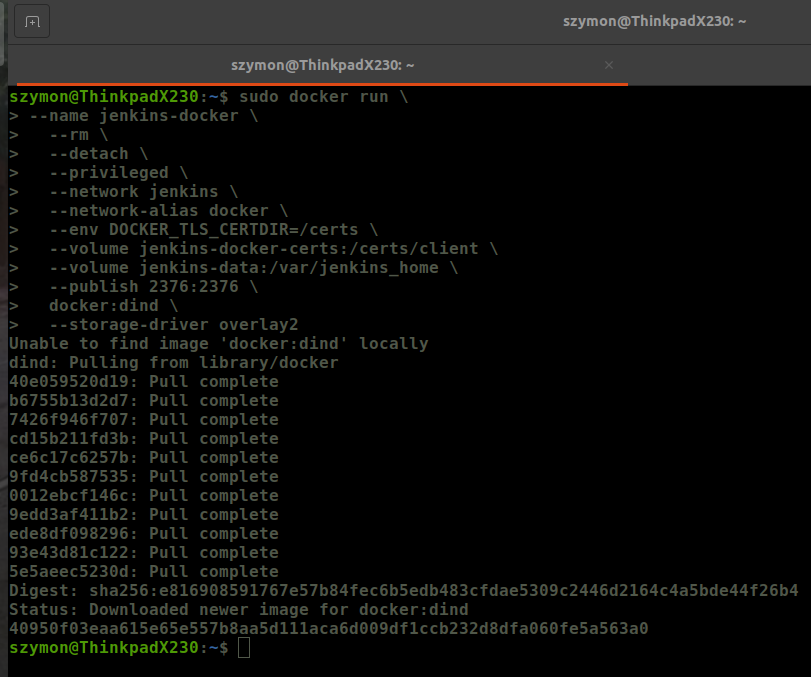 szymon@ThinkpadX230: ~
szymon@ThinkpadX230: ~ ×
szymon@ThinkpadX230:~$ sudo docker run \
> --name jenkins-docker \
>   --rm \
>   --detach \
>   --privileged \
>   --network jenkins \
>   --network-alias docker \
>   --env DOCKER_TLS_CERTDIR=/certs \
>   --volume jenkins-docker-certs:/certs/client \
>   --volume jenkins-data:/var/jenkins_home \
>   --publish 2376:2376 \
>   docker:dind \
>   --storage-driver overlay2
Unable to find image 'docker:dind' locally
dind: Pulling from library/docker
40e059520d19: Pull complete
b6755b13d2d7: Pull complete
7426f946f707: Pull complete
cd15b211fd3b: Pull complete
ce6c17c6257b: Pull complete
9fd4cb587535: Pull complete
0012ebcf146c: Pull complete
9edd3af411b2: Pull complete
ede8df098296: Pull complete
93e43d81c122: Pull complete
5e5aeec5230d: Pull complete
Digest: sha256:e816908591767e57b84fec6b5edb483cfdae5309c2446d2164c4a5bde44f26b4
Status: Downloaded newer image for docker:dind
40950f03eaa615e65e557b8aa5d111aca6d009df1ccb232d8dfa060fe5a563a0
szymon@ThinkpadX230:~$